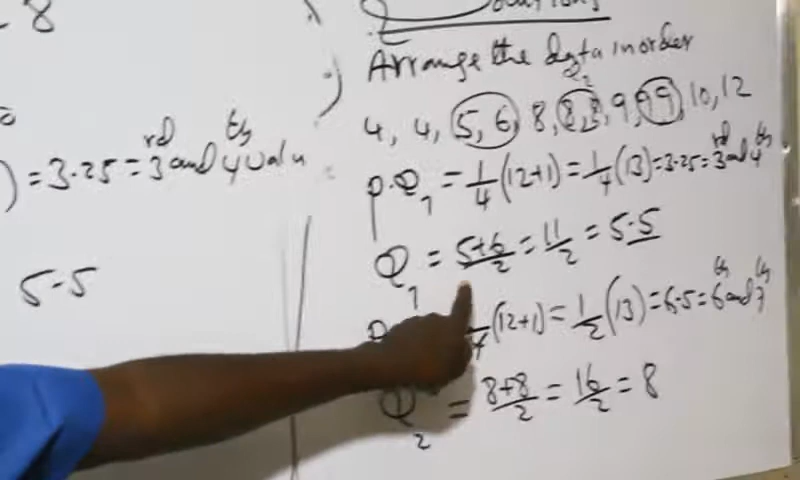 8
) = 3.25 = 3rd and 4th
5.5
Solutions
Arrange the data in order
Q2
4, 4, 5, 6, 8, 8, 8, 9, 9, 9, 10, 12
P.Q1 = 1/4 (12+1) = 1/4 (13) = 3.25 = 3rd and 4th
Q1 = 5+6/2 = 11/2 = 5.5
/4 (12+1) = 1/2 (13) = 6.5 = 6th and 7th
Q2 = 8+8/2 = 16/2 = 8